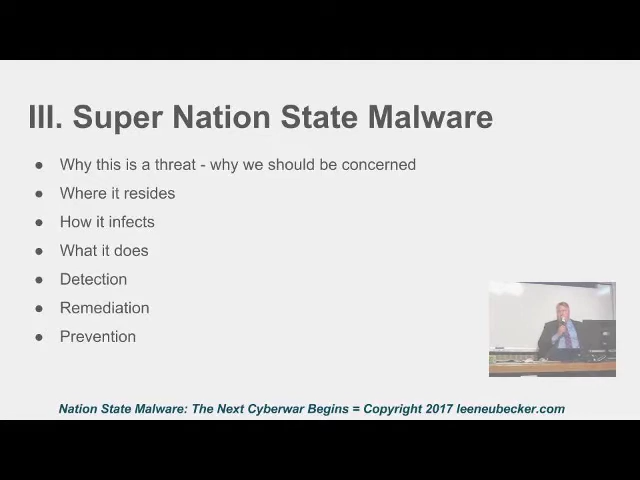 III. Super Nation State Malware
● Why this is a threat - why we should be concerned
● Where it resides
● How it infects
● What it does
● Detection
● Remediation
● Prevention
Nation State Malware: The Next Cyberwar Begins = Copyright 2017 leeneubecker.com